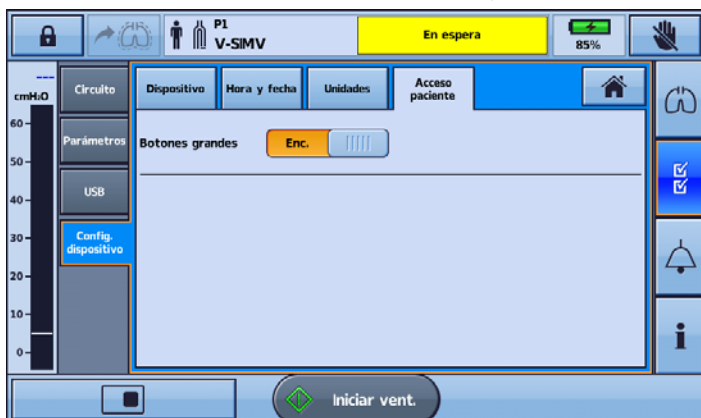 P1
V-SIMV
En espera
85%
---
cmH2O
60
50
40
30
20
10
0
Circuito
Parámetros
USB
Config.
dispositivo
Dispositivo
Hora y fecha
Unidades
Acceso
paciente
Botones grandes
Enc.
i
Iniciar vent.